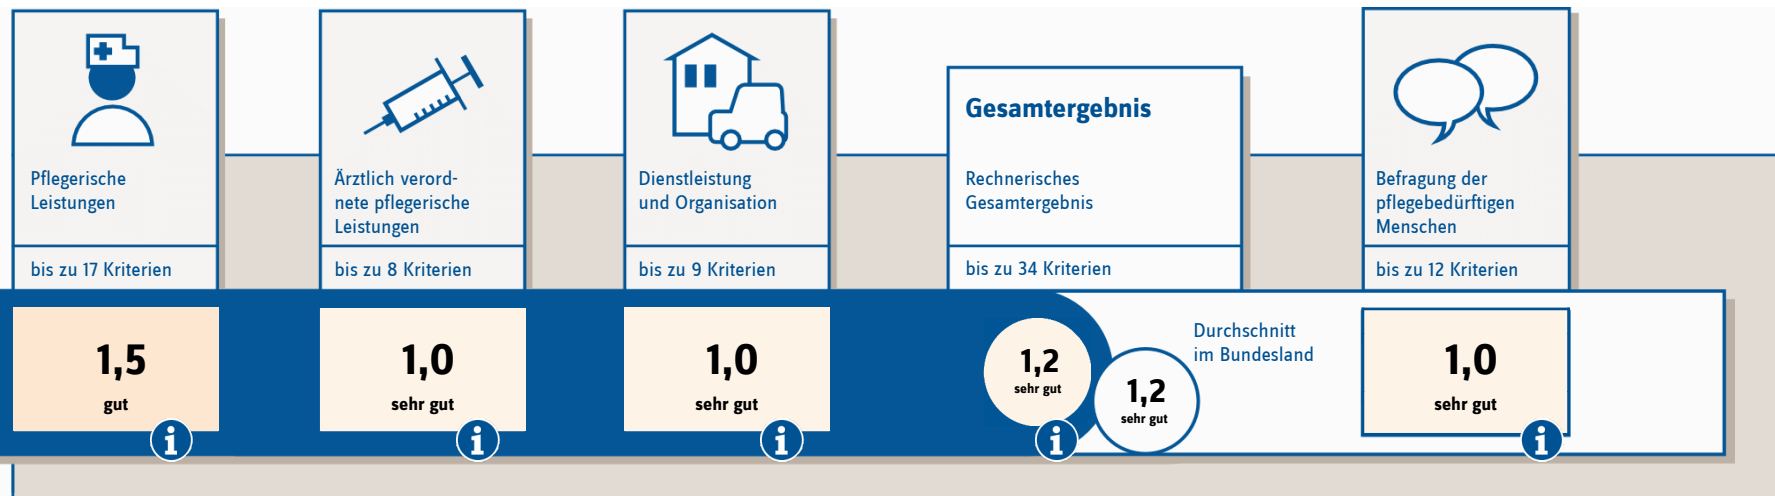 Pflegerische
Leistungen
bis zu 17 Kriterien
1,5
gut
Ärztlich verord-
nete pflegerische
Leistungen
bis zu 8 Kriterien
1,0
sehr gut
Dienstleistung
und Organisation
bis zu 9 Kriterien
1,0
sehr gut
Gesamtergebnis
Rechnerisches
Gesamtergebnis
bis zu 34 Kriterien
1,2
sehr gut
Durchschnitt
im Bundesland
1,2
sehr gut
Befragung der
pflegebedürftigen
Menschen
bis zu 12 Kriterien
1,0
sehr gut